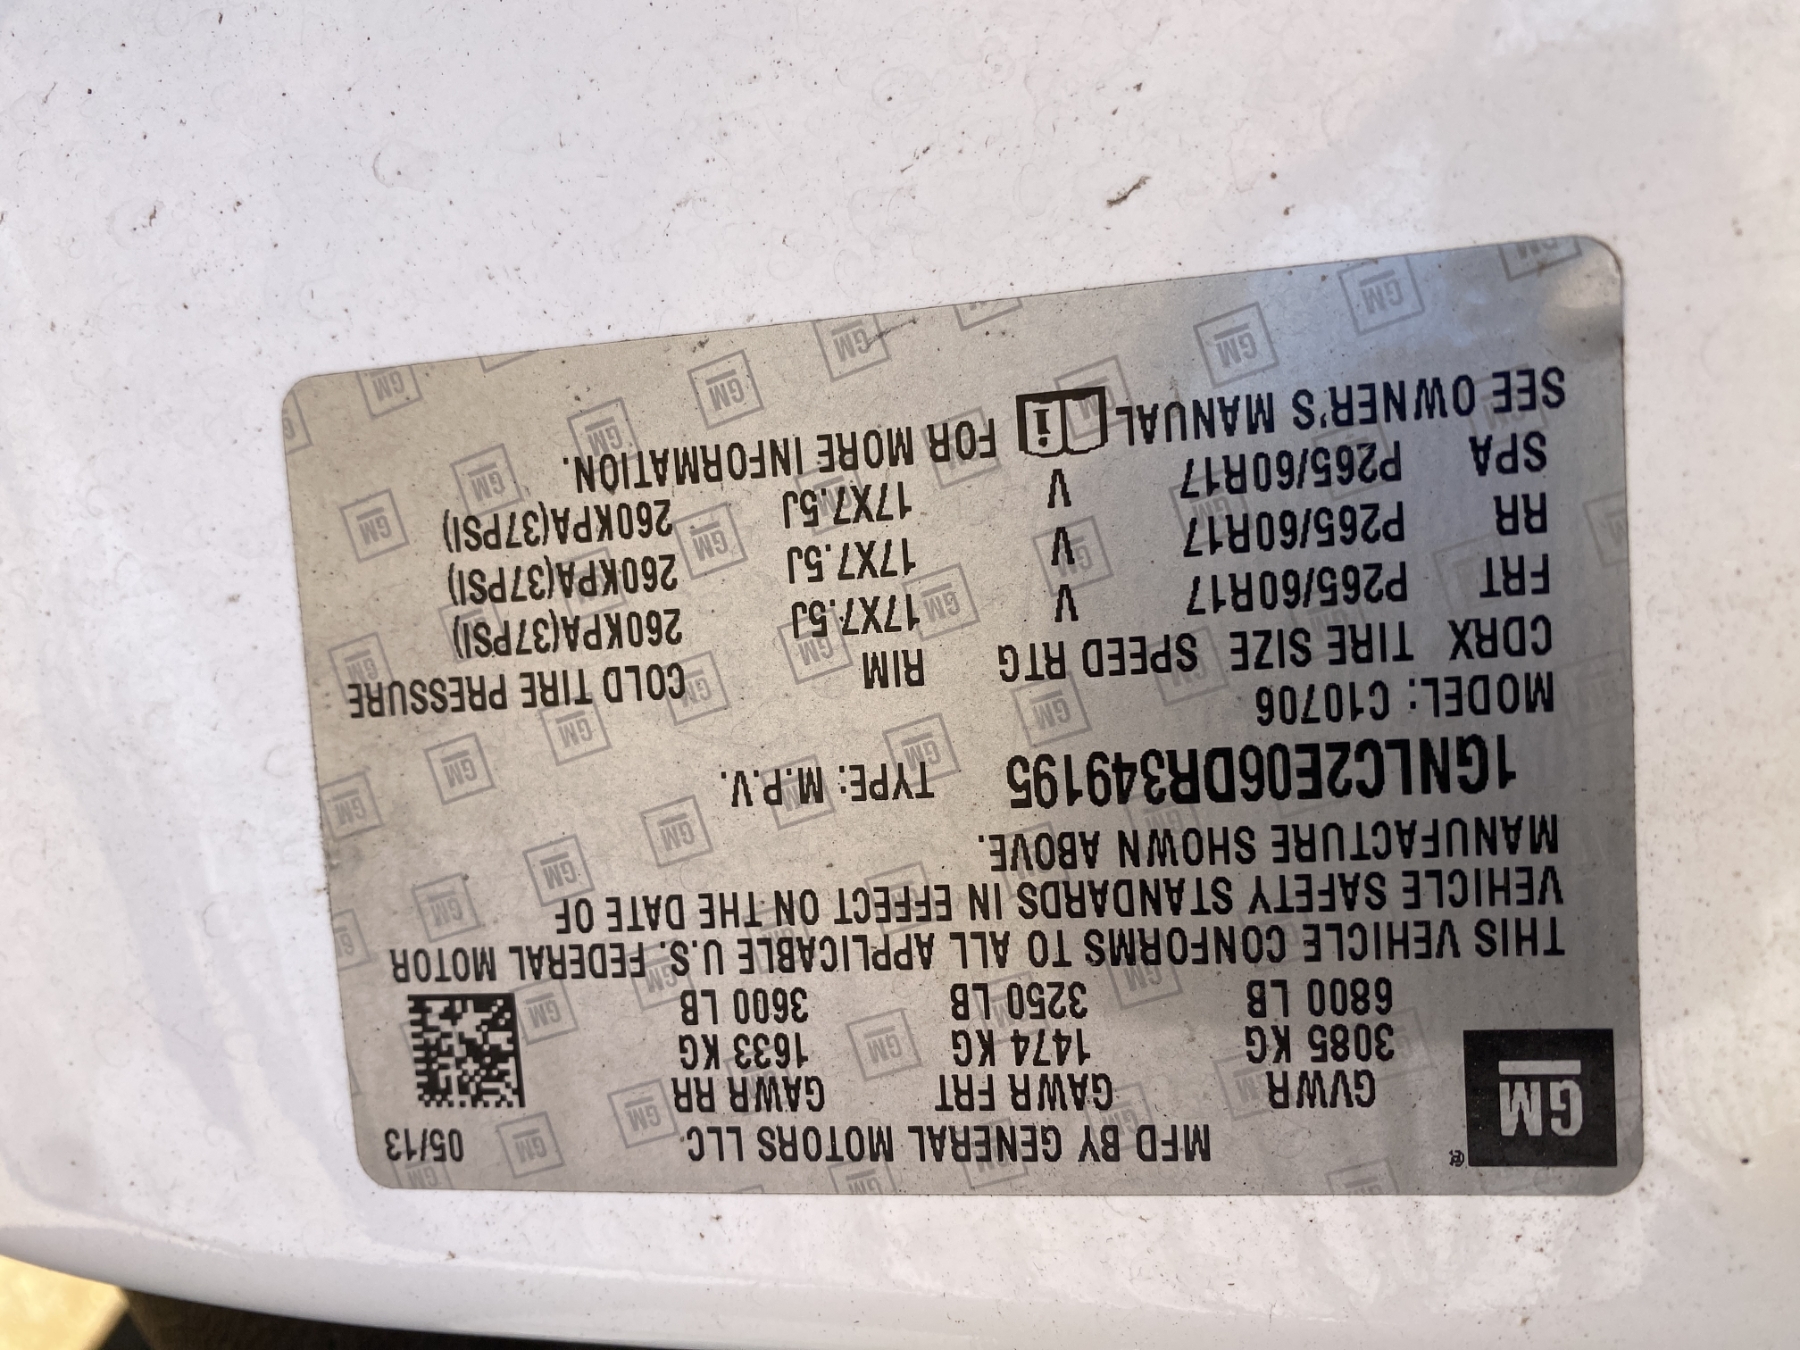 MFD BY GENERAL MOTORS LLC 05/13
GM ®
GVWR GAWR FRT GAWR RR
3085 KG 1474 KG 1633 KG
6800 LB 3250 LB 3600 LB
THIS VEHICLE CONFORMS TO ALL APPLICABLE U.S. FEDERAL MOTOR
VEHICLE SAFETY STANDARDS IN EFFECT ON THE DATE OF
MANUFACTURE SHOWN ABOVE.
1GNLC2E06DR349195 TYPE: M.P.V.
MODEL: C10706
CDRX TIRE SIZE SPEED RTG RIM COLD TIRE PRESSURE
FRT P265/60R17 V 17X7.5J 260KPA(37PSI)
RR P265/60R17 V 17X7.5J 260KPA(37PSI)
SPA P265/60R17 V 17X7.5J 260KPA(37PSI)
SEE OWNER'S MANUAL i FOR MORE INFORMATION.